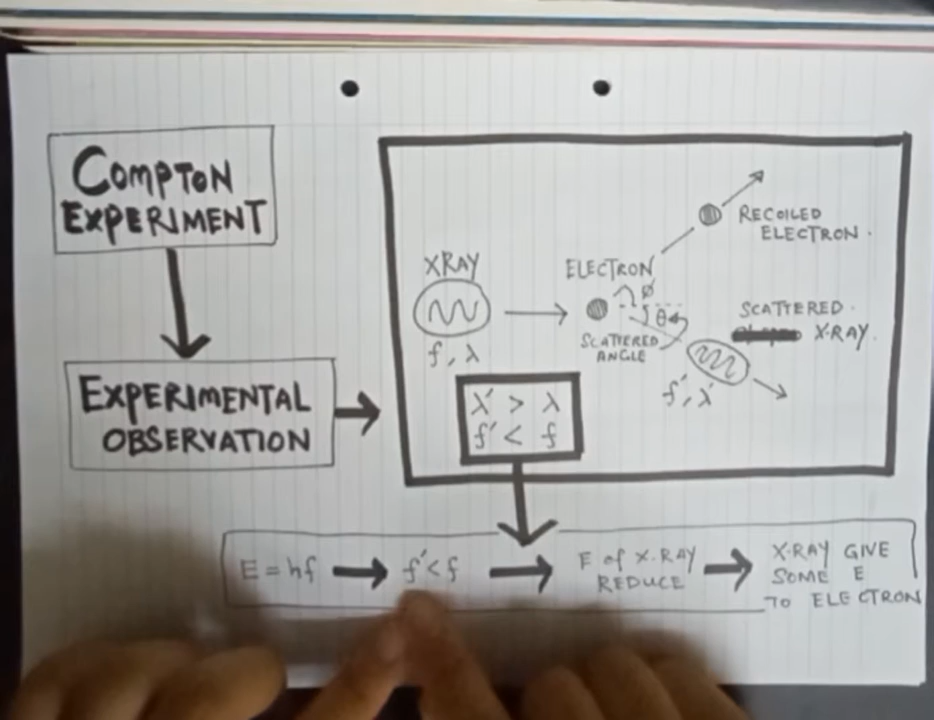 COMPTON
EXPERIMENT
EXPERIMENTAL
OBSERVATION
XRAY
f, λ
ELECTRON
φ
θ
SCATTERED
ANGLE
RECOILED
ELECTRON.
SCATTERED.
X-RAY.
f', λ'
λ' > λ
f' < f
E = hf
f' < f
E of X-RAY
REDUCE
X-RAY GIVE
SOME E
TO ELECTRON